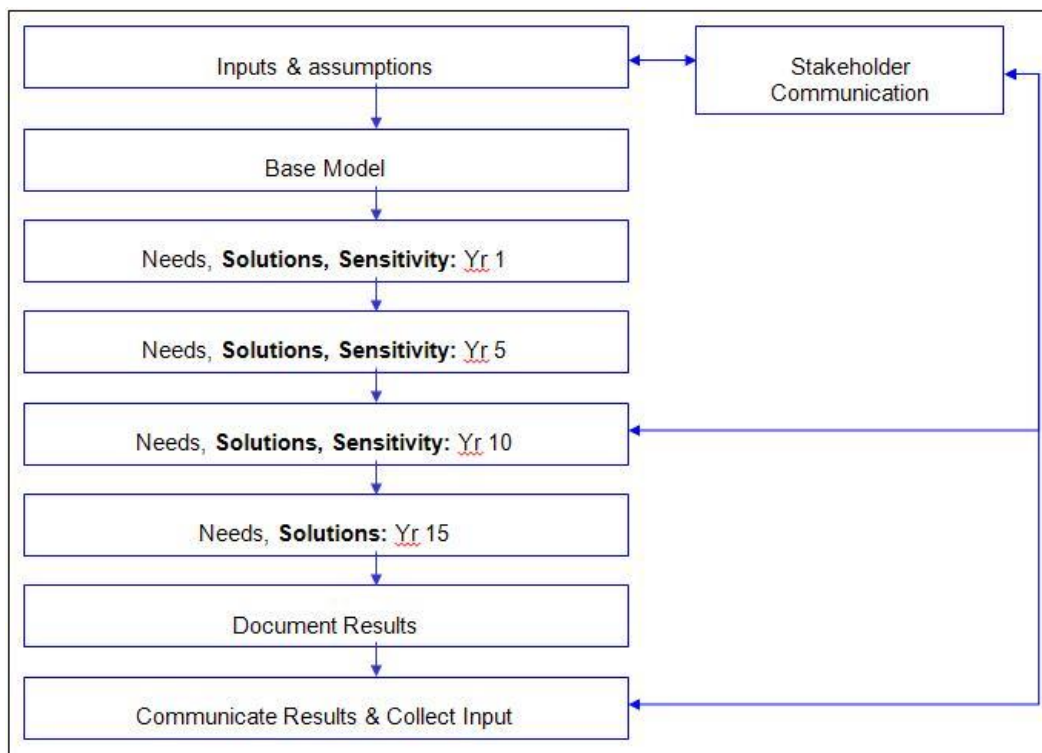 Inputs & assumptions
Stakeholder
Communication
Base Model
Needs, Solutions, Sensitivity: Yr 1
Needs, Solutions, Sensitivity: Yr 5
Needs, Solutions, Sensitivity: Yr 10
Needs, Solutions: Yr 15
Document Results
Communicate Results & Collect Input